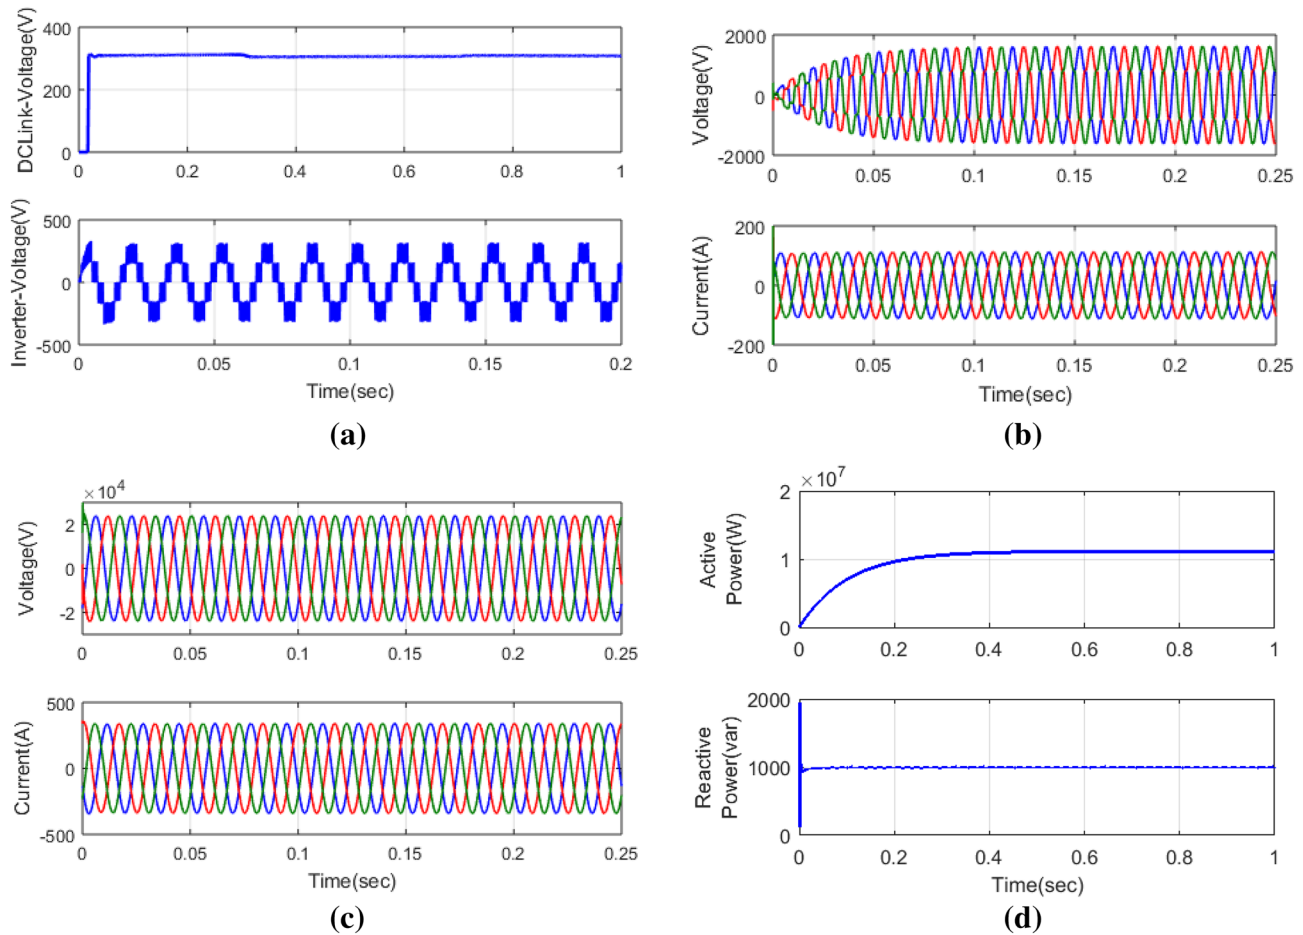 DCLink-Voltage(V)
400
200
0
0 0.2 0.4 0.6 0.8 1
Inverter-Voltage(V)
500
0
-500
0 0.05 0.1 0.15 0.2
Time(sec)
(a)
Voltage(V)
2000
0
-2000
0 0.05 0.1 0.15 0.2 0.25
Current(A)
200
0
-200
0 0.05 0.1 0.15 0.2 0.25
Time(sec)
(b)
×10⁴
Voltage(V)
2
0
-2
0 0.05 0.1 0.15 0.2 0.25
Current(A)
500
0
-500
0 0.05 0.1 0.15 0.2 0.25
Time(sec)
(c)
×10⁷
Active
Power(W)
2
1
0
0 0.2 0.4 0.6 0.8 1
Reactive
Power(var)
2000
1000
0
0 0.2 0.4 0.6 0.8 1
Time(sec)
(d)